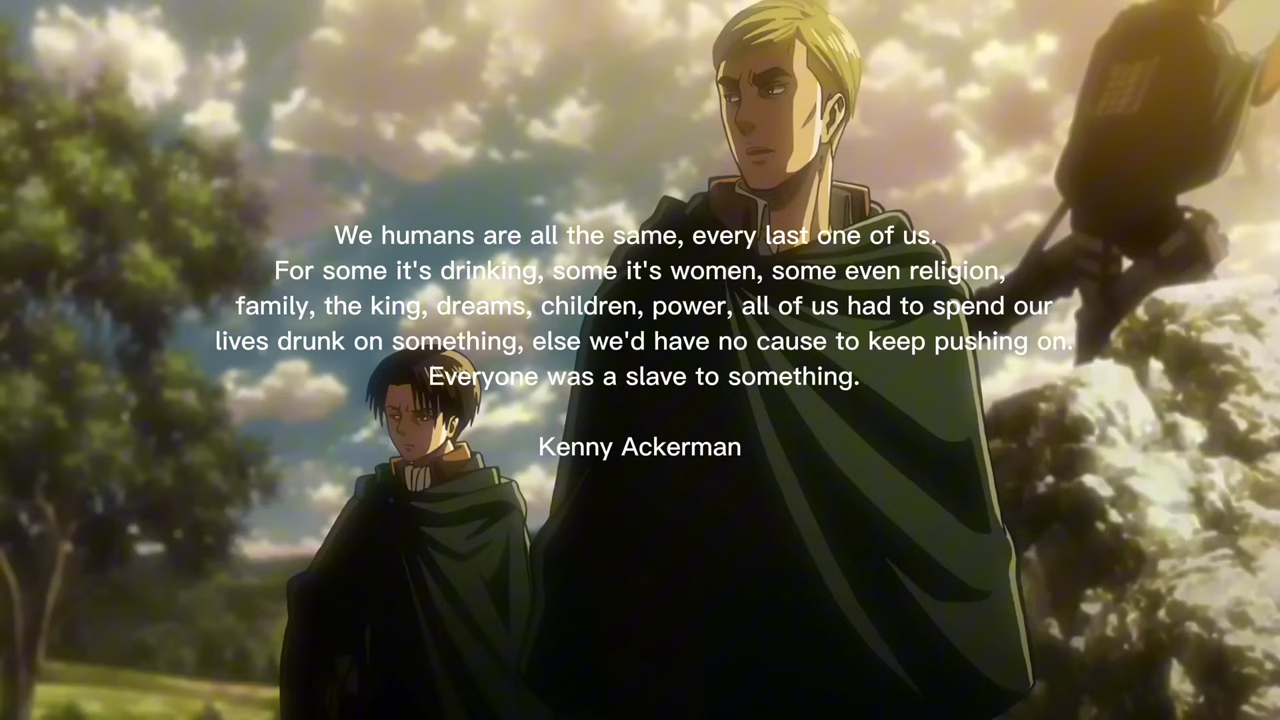 We humans are all the same, every last one of us.
For some it's drinking, some it's women, some even religion,
family, the king, dreams, children, power, all of us had to spend our
lives drunk on something, else we'd have no cause to keep pushing on.
Everyone was a slave to something.
Kenny Ackerman